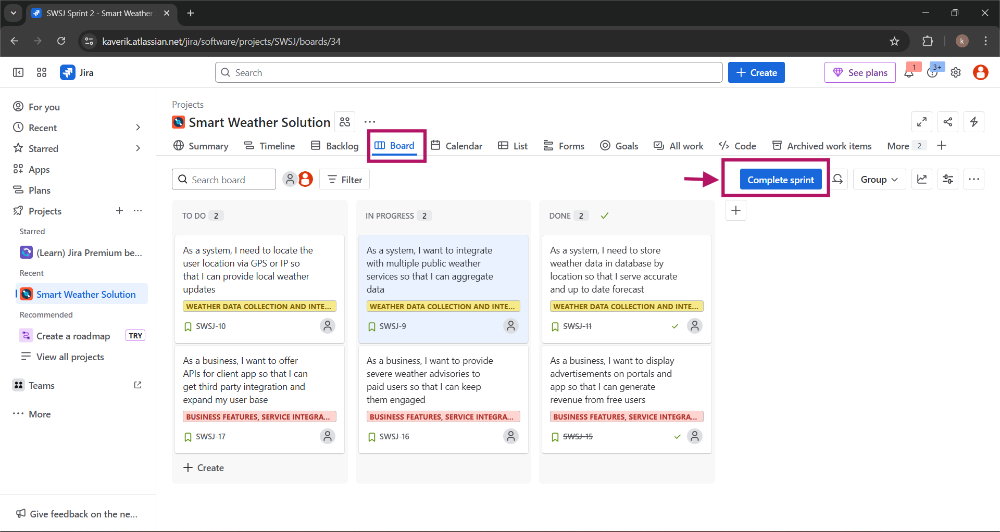 SWSJ Sprint 2 - Smart Weather
kaverik.atlassian.net/jira/software/projects/SWSJ/boards/34
k
Jira
Search
Create
See plans
1
3+
For you
Recent
Starred
Apps
Plans
Projects
Starred
(Learn) Jira Premium be...
Recent
Smart Weather Solution
Recommended
Create a roadmap
TRY
View all projects
Teams
More
Give feedback on the ne...
Projects
Smart Weather Solution
Summary
Timeline
Backlog
Board
Calendar
List
Forms
Goals
All work
Code
Archived work items
More 2
Search board
Filter
Complete sprint
Group
TO DO 2
As a system, I need to locate the
user location via GPS or IP so
that I can provide local weather
updates
WEATHER DATA COLLECTION AND INTE...
SWSJ-10
As a business, I want to offer
APIs for client app so that I can
get third party integration and
expand my user base
BUSINESS FEATURES, SERVICE INTEGRA...
SWSJ-17
Create
IN PROGRESS 2
As a system, I want to integrate
with multiple public weather
services so that I can aggregate
data
WEATHER DATA COLLECTION AND INTE...
SWSJ-9
As a business, I want to provide
severe weather advisories to
paid users so that I can keep
them engaged
BUSINESS FEATURES, SERVICE INTEGRA...
SWSJ-16
DONE 2
As a system, I need to store
weather data in database by
location so that I serve accurate
and up to date forecast
WEATHER DATA COLLECTION AND INTE...
SWSJ-11
As a business, I want to display
advertisements on portals and
app so that I can generate
revenue from free users
BUSINESS FEATURES, SERVICE INTEGRA...
SWSJ-15